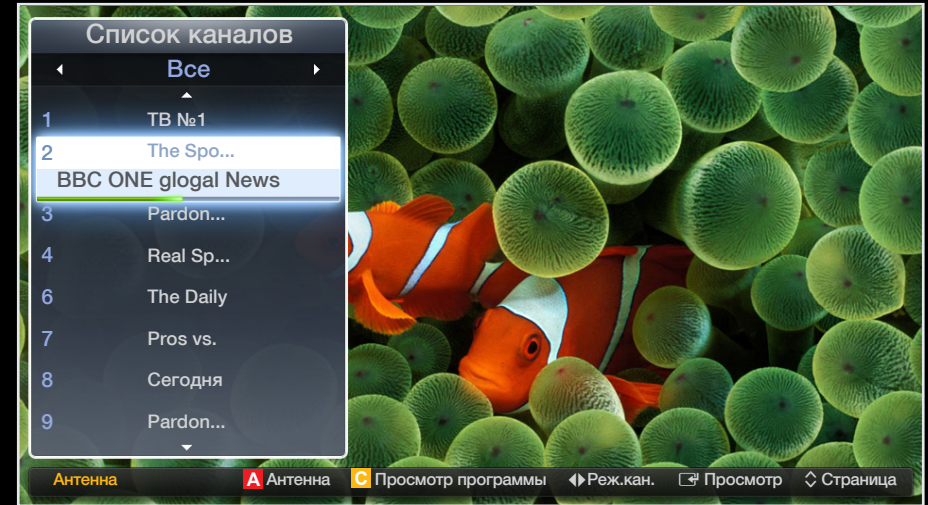 Список каналов
Все
1 ТВ №1
2 The Spo...
BBC ONE glogal News
3 Pardon...
4 Real Sp...
6 The Daily
7 Pros vs.
8 Сегодня
9 Pardon...
Антенна A Антенна C Просмотр программы Реж.кан. Просмотр Страница